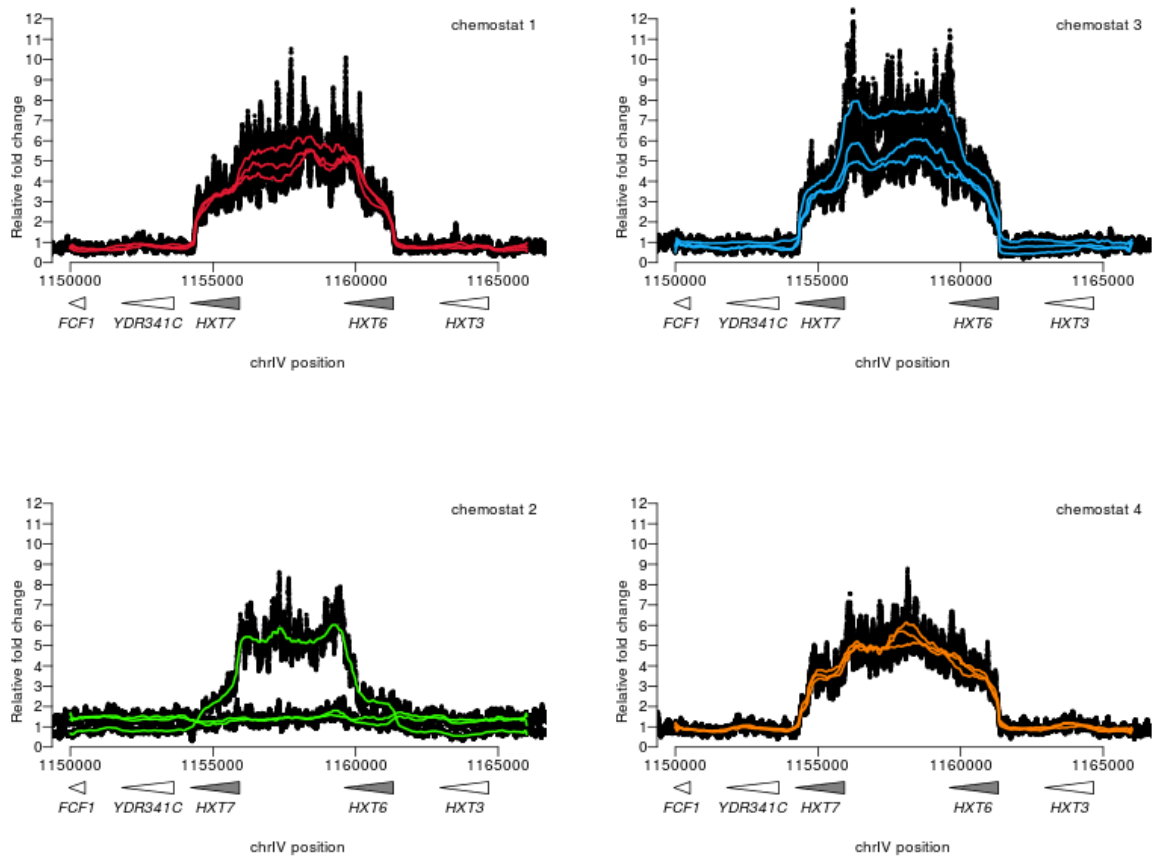 chemostat 1
Relative fold change
12
11
10
9
8
7
6
5
4
3
2
1
0
1150000 1155000 1160000 1165000
FCF1 YDR341C HXT7 HXT6 HXT3
chrIV position
chemostat 3
Relative fold change
12
11
10
9
8
7
6
5
4
3
2
1
0
1150000 1155000 1160000 1165000
FCF1 YDR341C HXT7 HXT6 HXT3
chrIV position
chemostat 2
Relative fold change
12
11
10
9
8
7
6
5
4
3
2
1
0
1150000 1155000 1160000 1165000
FCF1 YDR341C HXT7 HXT6 HXT3
chrIV position
chemostat 4
Relative fold change
12
11
10
9
8
7
6
5
4
3
2
1
0
1150000 1155000 1160000 1165000
FCF1 YDR341C HXT7 HXT6 HXT3
chrIV position